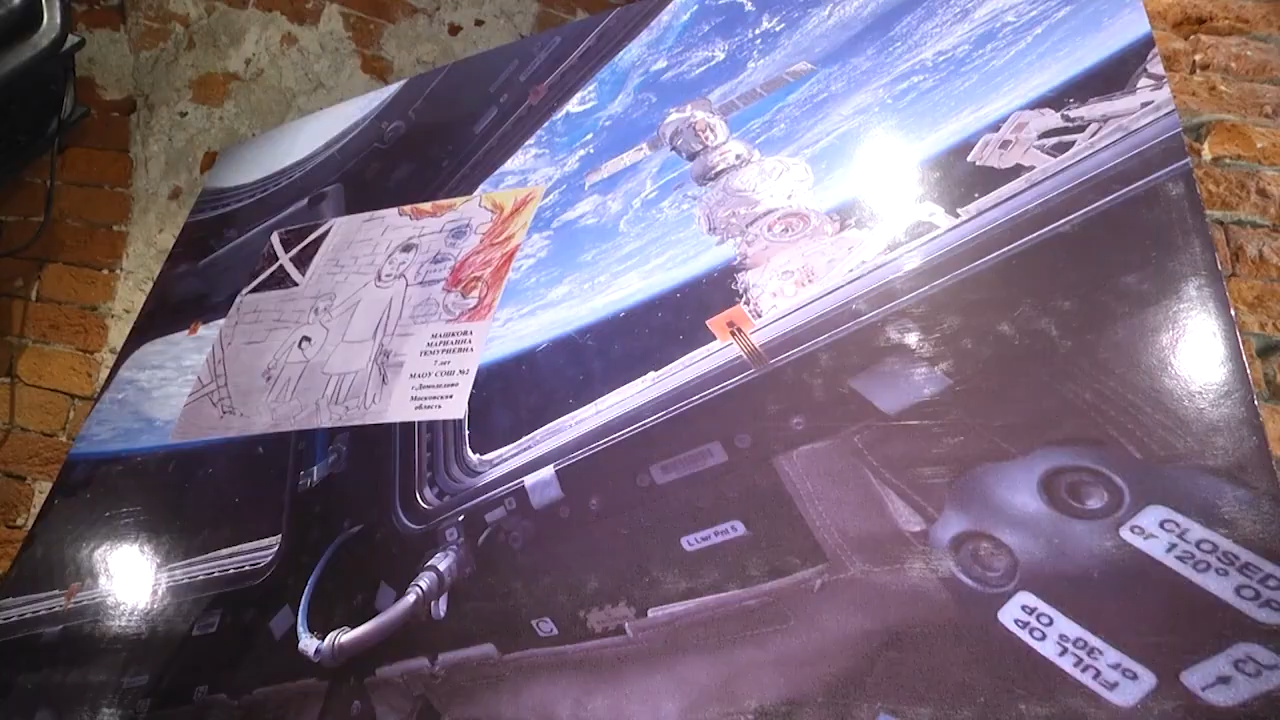 МАШКОВА
МАРИАННА
ТЕМУРИЕВНА
7 лет
МАОУ СОШ №2
г.Домодедово
Московская
область
L Lwr Pnl 5
C
CLOSED
or 120° OP
FULL OP
or 30° OP
CL